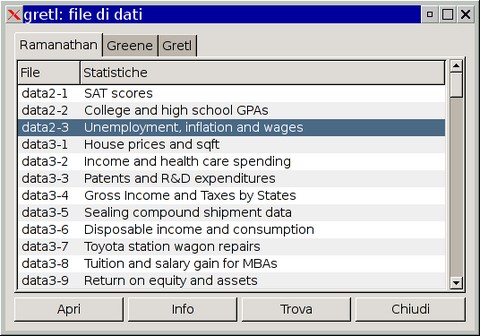 gretl: file di dati
Ramanathan Greene Gretl
File Statistiche
data2-1 SAT scores
data2-2 College and high school GPAs
data2-3 Unemployment, inflation and wages
data3-1 House prices and sqft
data3-2 Income and health care spending
data3-3 Patents and R&D expenditures
data3-4 Gross Income and Taxes by States
data3-5 Sealing compound shipment data
data3-6 Disposable income and consumption
data3-7 Toyota station wagon repairs
data3-8 Tuition and salary gain for MBAs
data3-9 Return on equity and assets
Apri Info Trova Chiudi